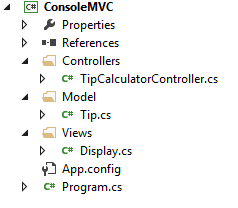 C# ConsoleMVC
Properties
References
Controllers
C# TipCalculatorController.cs
Model
C# Tip.cs
Views
C# Display.cs
App.config
C# Program.cs